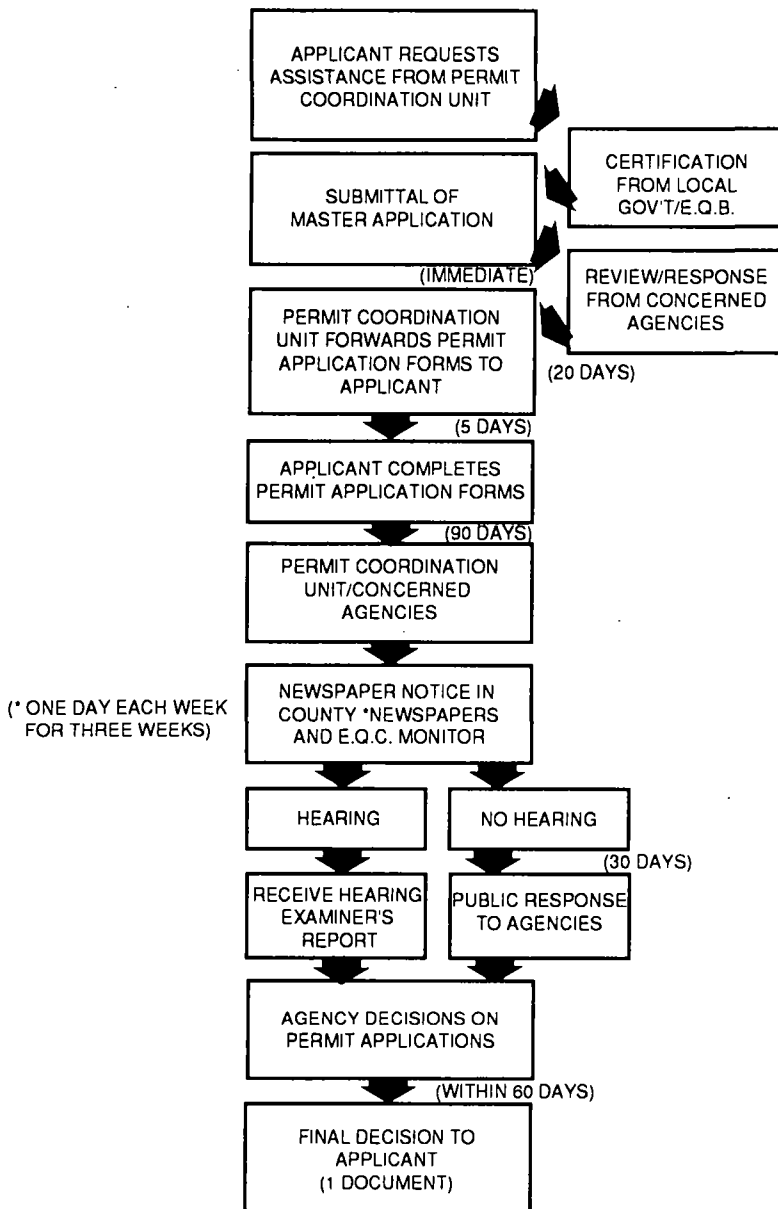 APPLICANT REQUESTS
ASSISTANCE FROM PERMIT
COORDINATION UNIT
CERTIFICATION
FROM LOCAL
GOV'T/E.Q.B.
SUBMITTAL OF
MASTER APPLICATION
(IMMEDIATE)
REVIEW/RESPONSE
FROM CONCERNED
AGENCIES
(20 DAYS)
PERMIT COORDINATION
UNIT FORWARDS PERMIT
APPLICATION FORMS TO
APPLICANT
(5 DAYS)
APPLICANT COMPLETES
PERMIT APPLICATION FORMS
(90 DAYS)
PERMIT COORDINATION
UNIT/CONCERNED
AGENCIES
(* ONE DAY EACH WEEK
FOR THREE WEEKS)
NEWSPAPER NOTICE IN
COUNTY *NEWSPAPERS
AND E.Q.C. MONITOR
HEARING
NO HEARING
(30 DAYS)
RECEIVE HEARING
EXAMINER'S
REPORT
PUBLIC RESPONSE
TO AGENCIES
AGENCY DECISIONS ON
PERMIT APPLICATIONS
(WITHIN 60 DAYS)
FINAL DECISION TO
APPLICANT
(1 DOCUMENT)